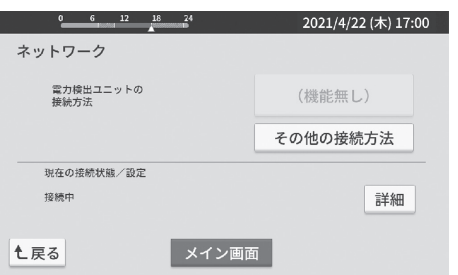 0 6 12 18 24
2021/4/22 (木) 17:00
ネットワーク
電力検出ユニットの
接続方法
(機能無し)
その他の接続方法
現在の接続状態／設定
接続中
詳細
戻る
メイン画面